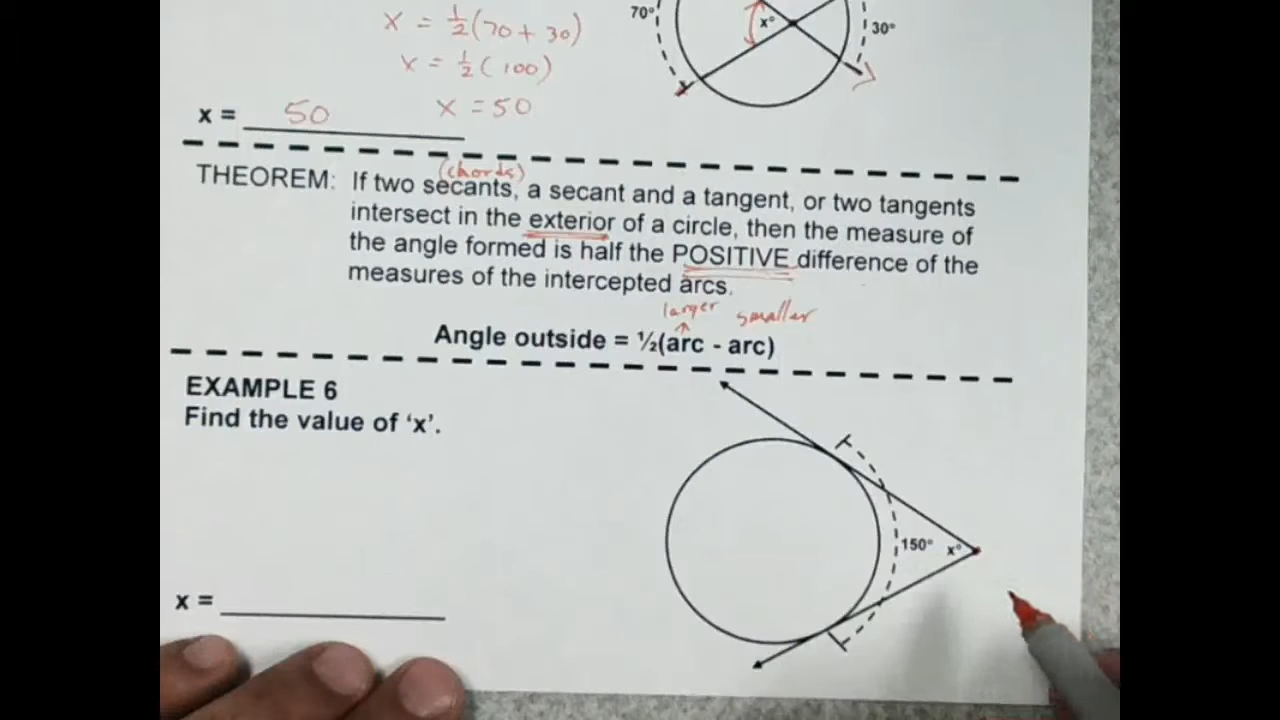 x = ½(70 + 30)
70°
x°
30°
x = ½(100)
x = 50
x = 50
(chords)
THEOREM: If two secants, a secant and a tangent, or two tangents
intersect in the exterior of a circle, then the measure of
the angle formed is half the POSITIVE difference of the
measures of the intercepted arcs.
larger smaller
Angle outside = ½(arc - arc)
EXAMPLE 6
Find the value of ‘x’.
150° x°
x =